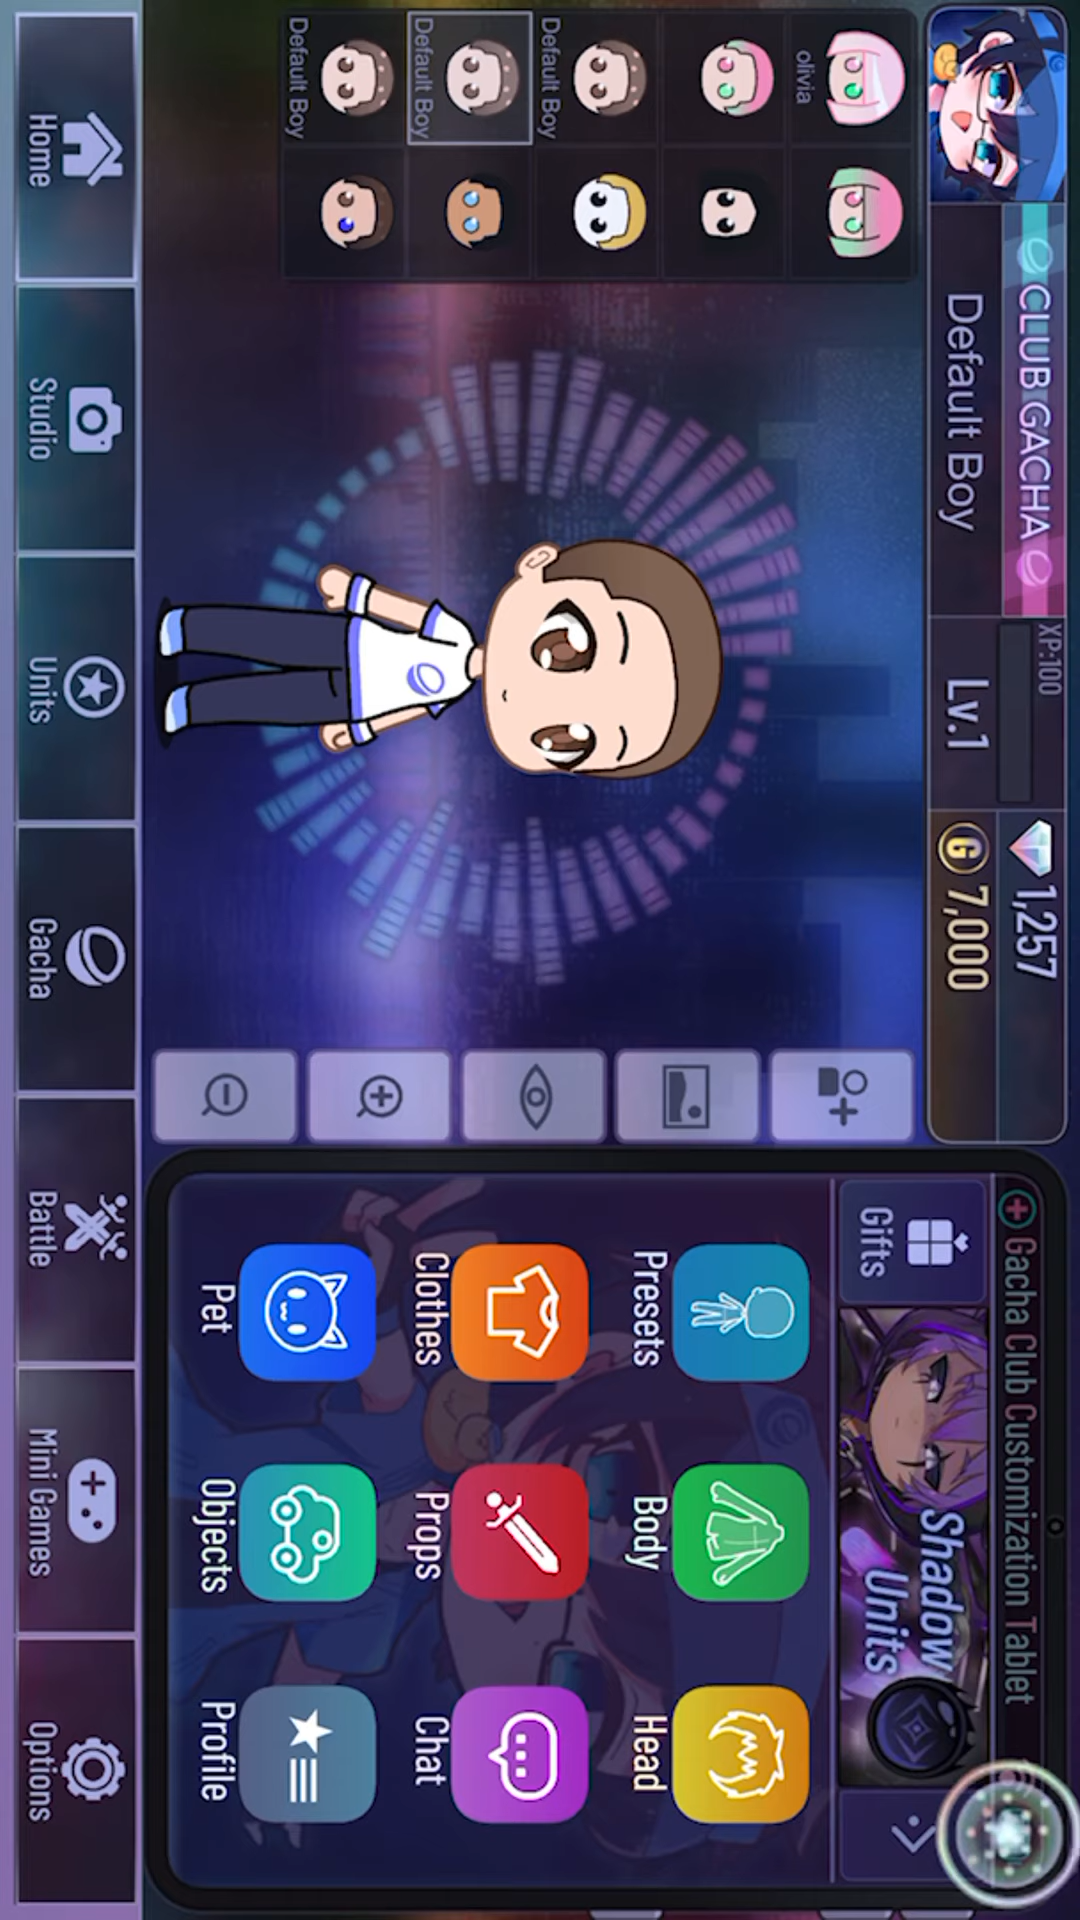 CLUB GACHA
Default Boy
XP:100
Lv.1
1,257
G 7,000
olivia
Default Boy
Default Boy
Default Boy
Gacha Club Customization Tablet
Gifts
Shadow
Units
Presets
Body
Head
Clothes
Props
Chat
Pet
Objects
Profile
Home
Studio
Units
Gacha
Battle
Mini Games
Options